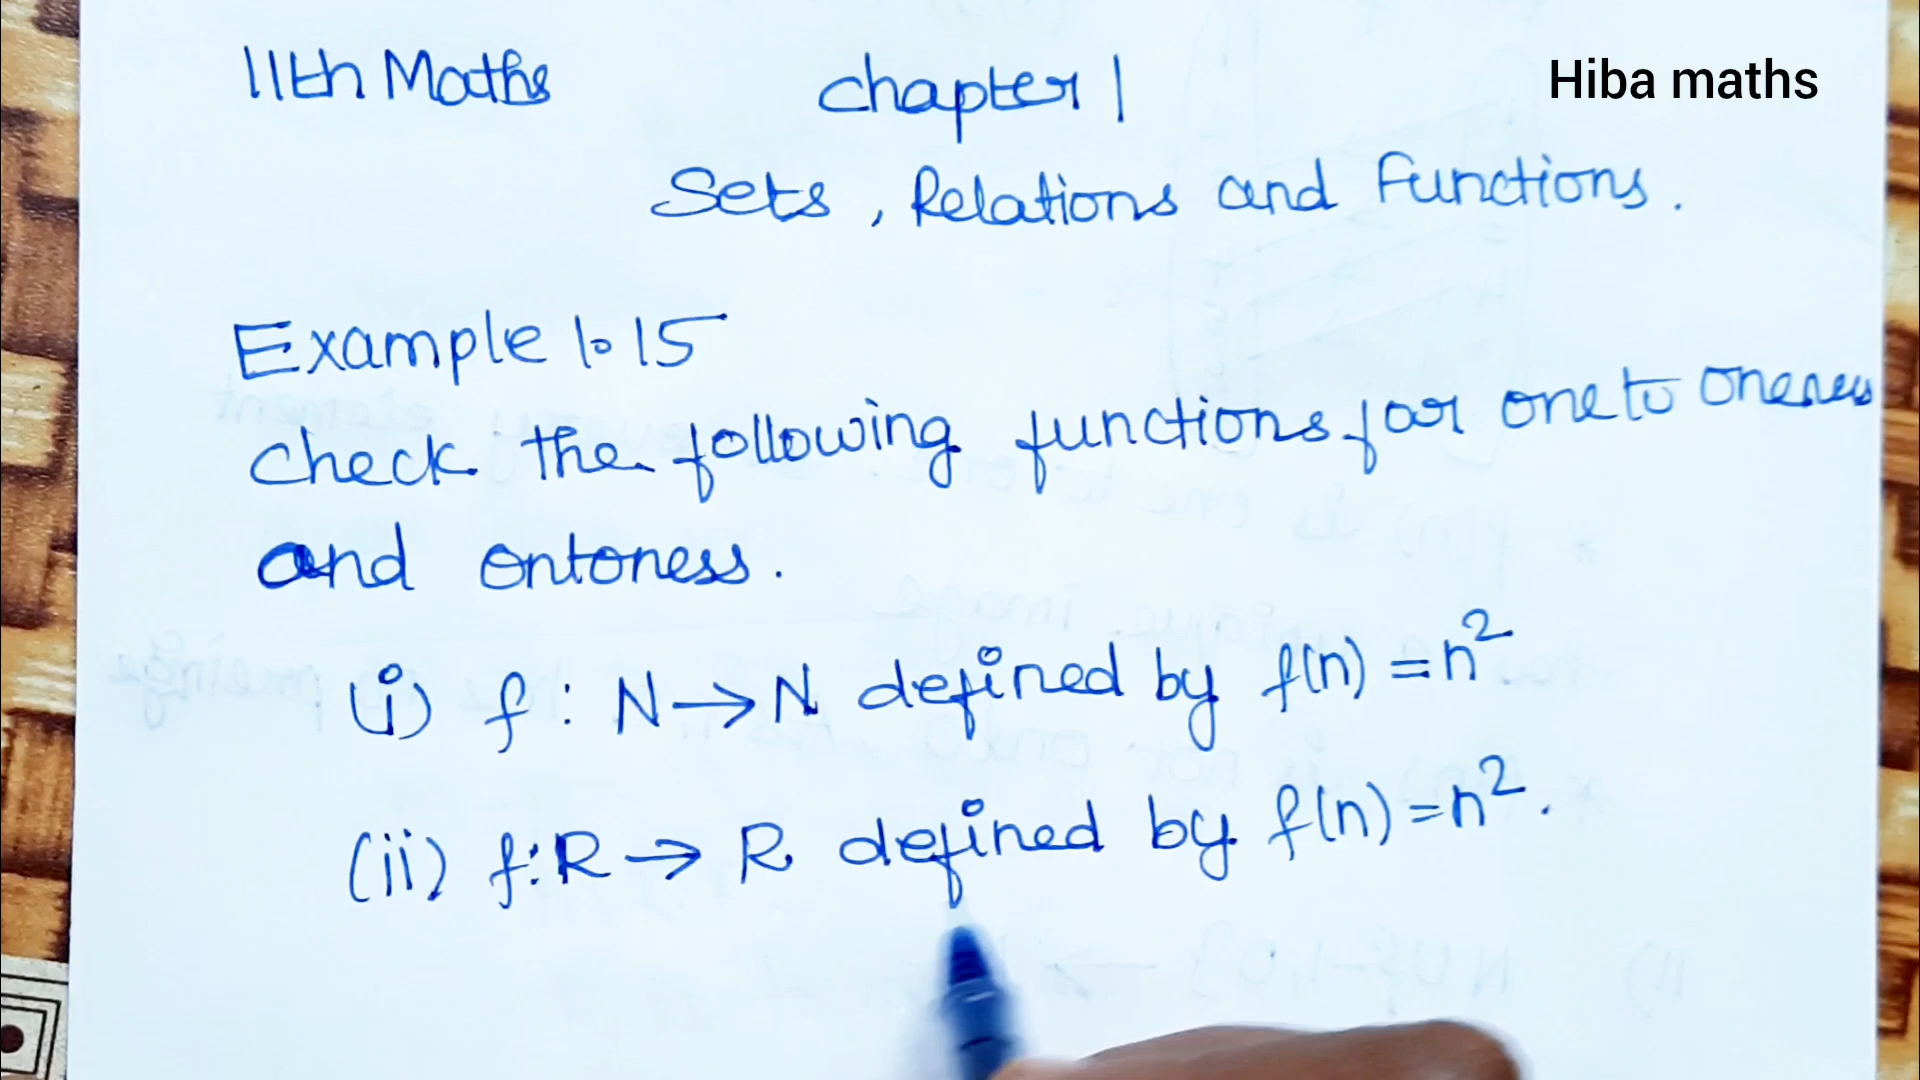 11th Maths chapter 1 Hiba maths
Sets, Relations and Functions.
Example 1.15
check the following functions for one to oneness
and ontoness.
(i) f : N→N defined by f(n) = n²
(ii) f:R → R defined by f(n) = n².